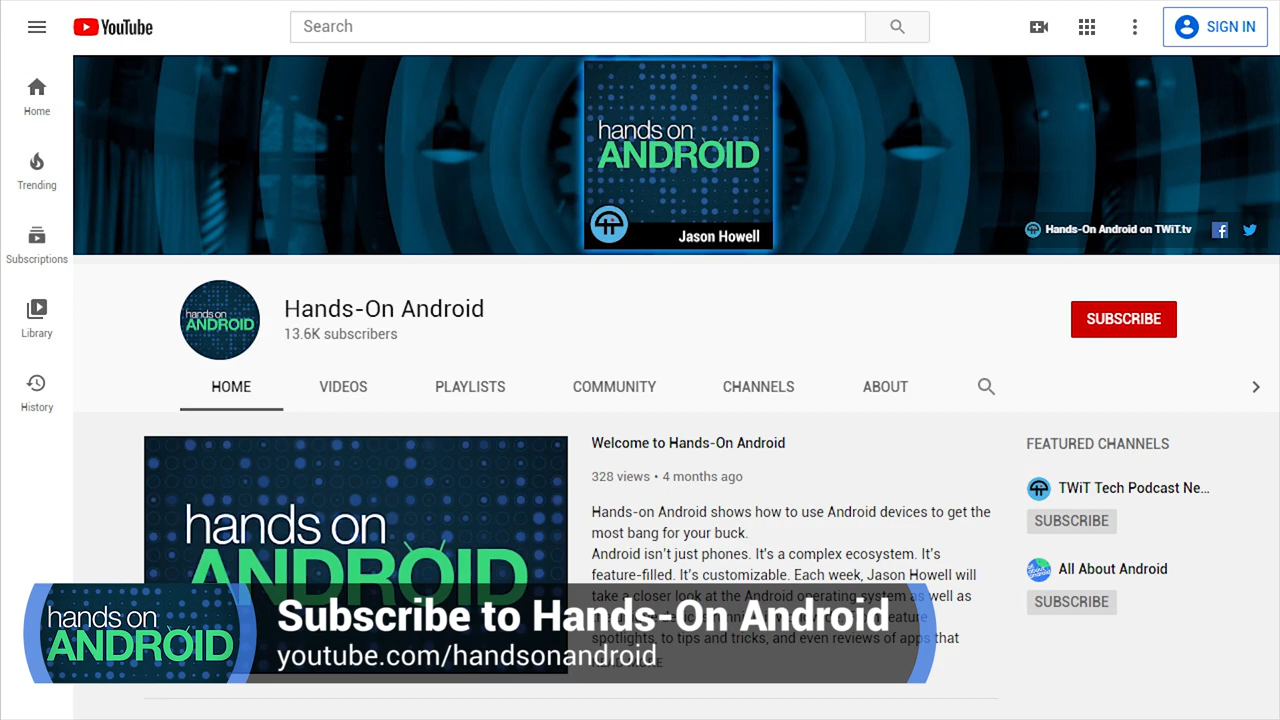 YouTube
Search
SIGN IN
Home
Trending
Subscriptions
Library
History
hands on
ANDROID
Jason Howell
Hands-On Android on TWiT.tv
hands on
ANDROID
Hands-On Android
13.6K subscribers
SUBSCRIBE
HOME VIDEOS PLAYLISTS COMMUNITY CHANNELS ABOUT
hands on
ANDROID
Welcome to Hands-On Android
328 views • 4 months ago
Hands-on Android shows how to use Android devices to get the
most bang for your buck.
Android isn't just phones. It's a complex ecosystem. It's
feature-filled. It's customizable. Each week, Jason Howell will
take a closer look at the Android operating system as well as
feature
spotlights, to tips and tricks, and even reviews of apps that
FEATURED CHANNELS
TWiT Tech Podcast Ne...
SUBSCRIBE
All About Android
SUBSCRIBE
hands on
ANDROID
Subscribe to Hands-On Android
youtube.com/handsonandroid